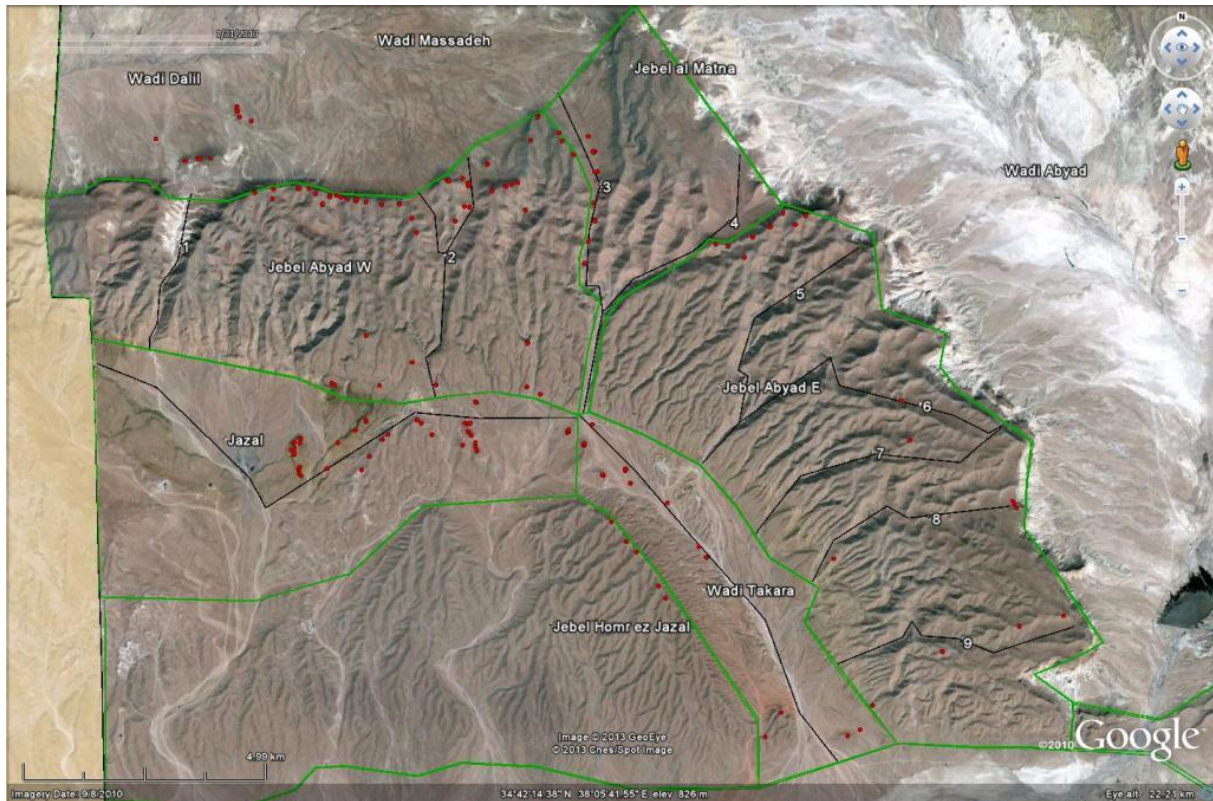 N
Wadi Massadeh
Jebel al Matna
Wadi Dalil
Wadi Abyad
3
4
1
2
Jebel Abyad W
5
Jebel Abyad E
6
Jazal
7
8
Wadi Takara
Jebel Homr ez Jazal
9
Image © 2013 GeoEye
© 2013 Cnes/Spot Image
©2010 Google
4.99 km
Imagery Date: 9/8/2010 34°42'14.38" N 38°05'41.55" E elev 826 m Eye alt 22.21 km